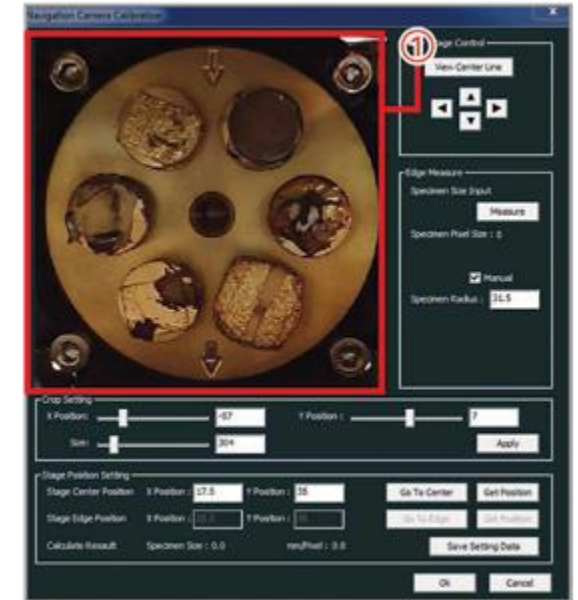 Navigation Camera Calibration
x
①
Image Control
View Center Line
Edge Measure
Specimen Size Input
Measure
Specimen Pixel Size : 0
Manual
Specimen Radius : 31.5
Crop Setting
X Position: -67 Y Position : 7
Size: 304 Apply
Stage Position Setting
Stage Center Position X Position : 17.5 Y Position : 35 Go To Center Get Position
Stage Edge Position X Position : Y Position : Go To Edge Get Position
Calculate Resault Specimen Size : 0.0 mm/Pixel : 0.0 Save Setting Data
Ok Cancel